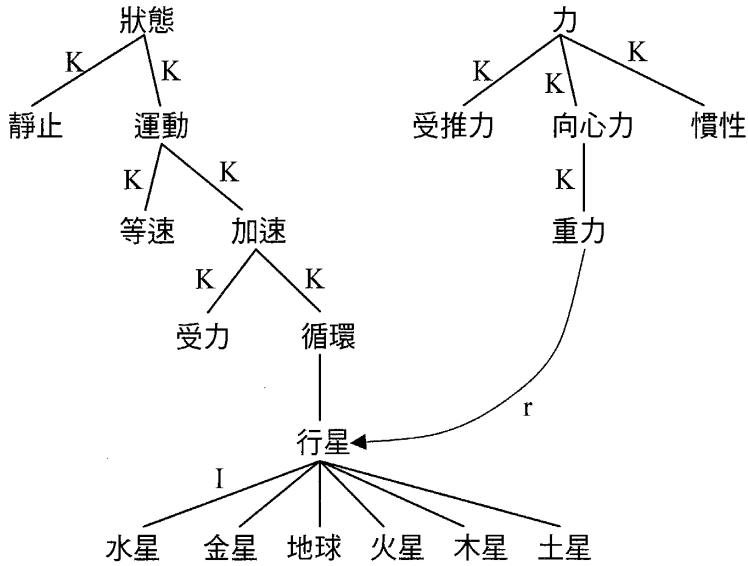 狀態 力
K K K K K
靜止 運動 受推力 向心力 慣性
K K K
等速 加速 重力
K K
受力 循環
r
行星
I
水星 金星 地球 火星 木星 土星